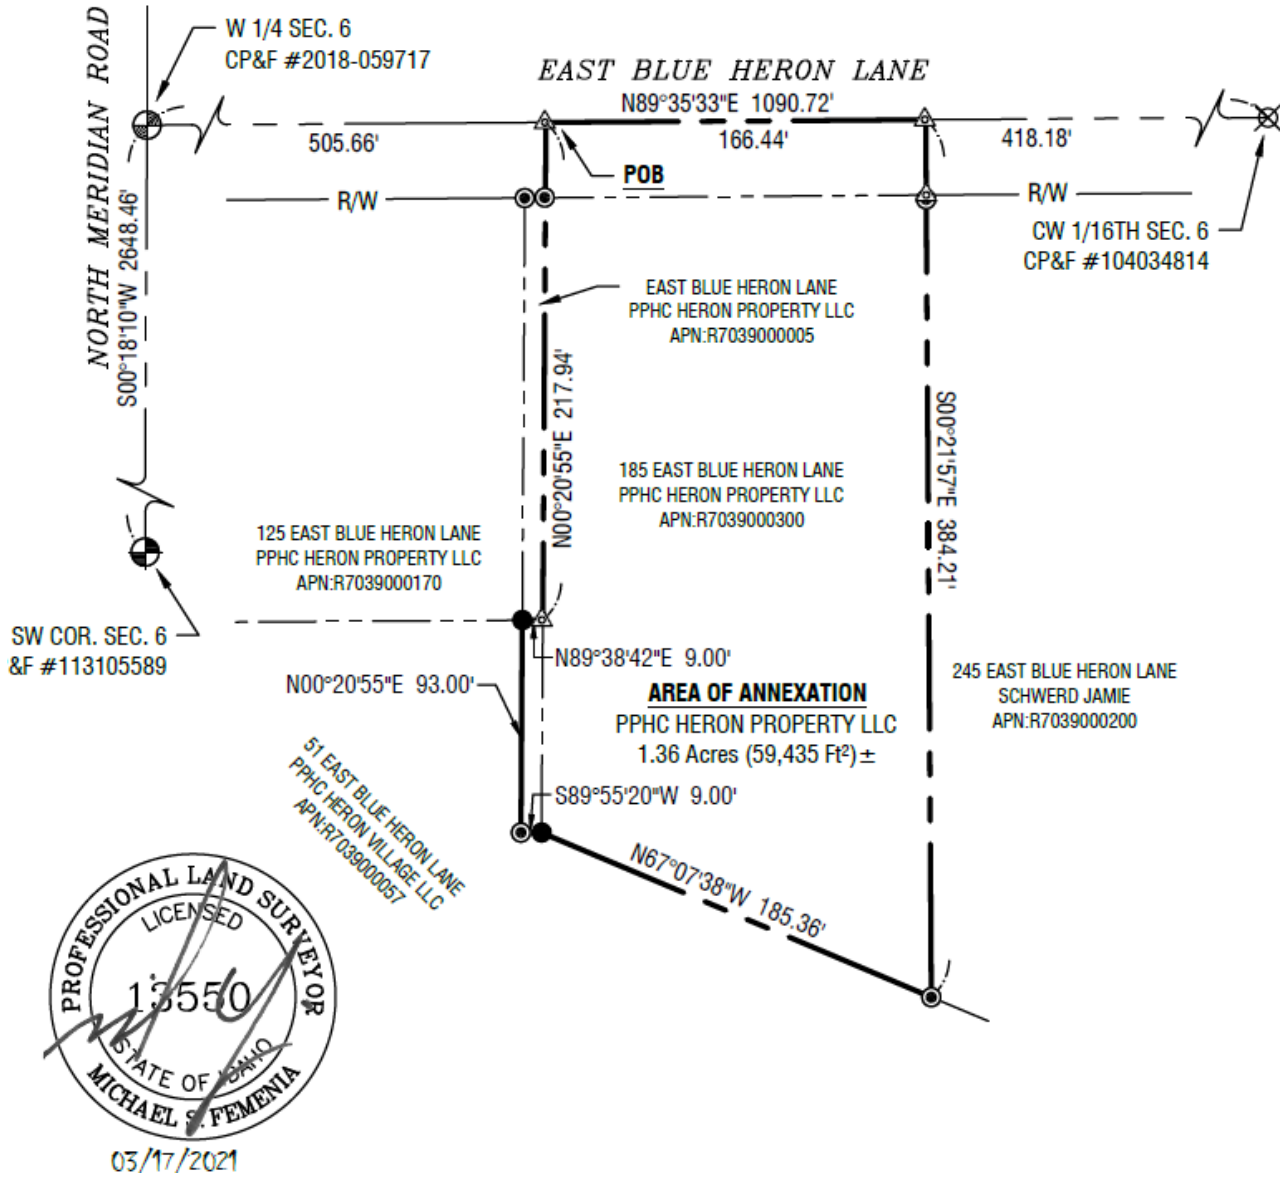 W 1/4 SEC. 6
CP&F #2018-059717
NORTH MERIDIAN ROAD
EAST BLUE HERON LANE
N89°35'33"E 1090.72'
505.66'
166.44'
418.18'
POB
R/W
R/W
CW 1/16TH SEC. 6
CP&F #104034814
S00°18'10"W 2648.46'
EAST BLUE HERON LANE
PPHC HERON PROPERTY LLC
APN:R7039000005
N00°20'55"E 217.94'
S00°21'57"E 384.21'
185 EAST BLUE HERON LANE
PPHC HERON PROPERTY LLC
APN:R7039000300
125 EAST BLUE HERON LANE
PPHC HERON PROPERTY LLC
APN:R7039000170
SW COR. SEC. 6
&F #113105589
N89°38'42"E 9.00'
N00°20'55"E 93.00'
AREA OF ANNEXATION
PPHC HERON PROPERTY LLC
1.36 Acres (59,435 Ft²) ±
245 EAST BLUE HERON LANE
SCHWERD JAMIE
APN:R7039000200
51 EAST BLUE HERON LANE
PPHC HERON VILLAGE LLC
APN:R7039000057
S89°55'20"W 9.00'
N67°07'38"W 185.36'
PROFESSIONAL LAND SURVEYOR
LICENSED
13550
STATE OF IDAHO
MICHAEL S. FEMENIA
03/17/2021